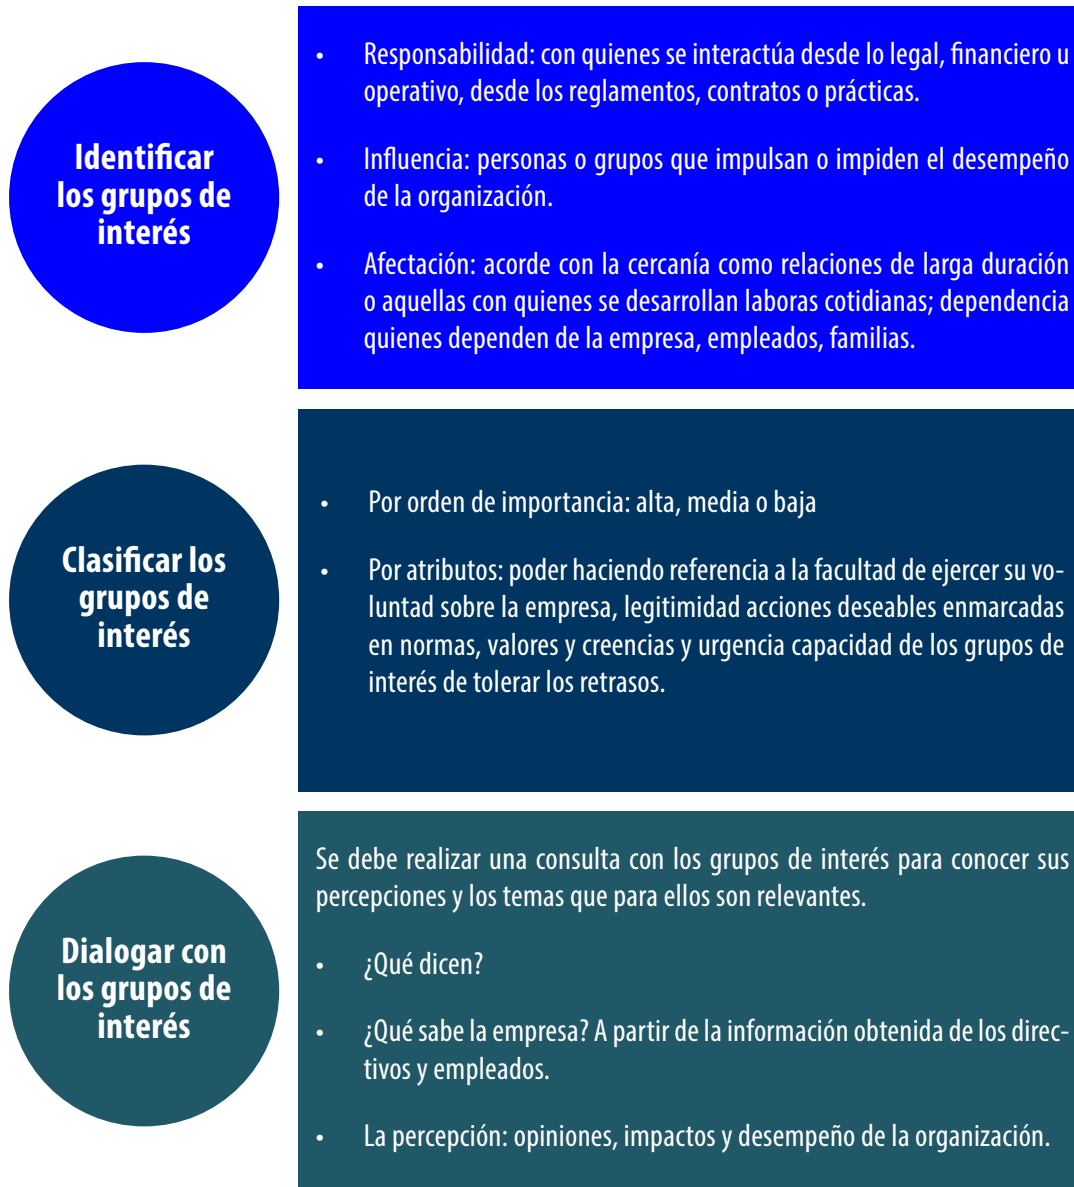 Identificar
los grupos de
interés
• Responsabilidad: con quienes se interactúa desde lo legal, financiero u
operativo, desde los reglamentos, contratos o prácticas.
• Influencia: personas o grupos que impulsan o impiden el desempeño
de la organización.
• Afectación: acorde con la cercanía como relaciones de larga duración
o aquellas con quienes se desarrollan laboras cotidianas; dependencia
quienes dependen de la empresa, empleados, familias.
Clasificar los
grupos de
interés
• Por orden de importancia: alta, media o baja
• Por atributos: poder haciendo referencia a la facultad de ejercer su vo-
luntad sobre la empresa, legitimidad acciones deseables enmarcadas
en normas, valores y creencias y urgencia capacidad de los grupos de
interés de tolerar los retrasos.
Dialogar con
los grupos de
interés
Se debe realizar una consulta con los grupos de interés para conocer sus
percepciones y los temas que para ellos son relevantes.
• ¿Qué dicen?
• ¿Qué sabe la empresa? A partir de la información obtenida de los direc-
tivos y empleados.
• La percepción: opiniones, impactos y desempeño de la organización.